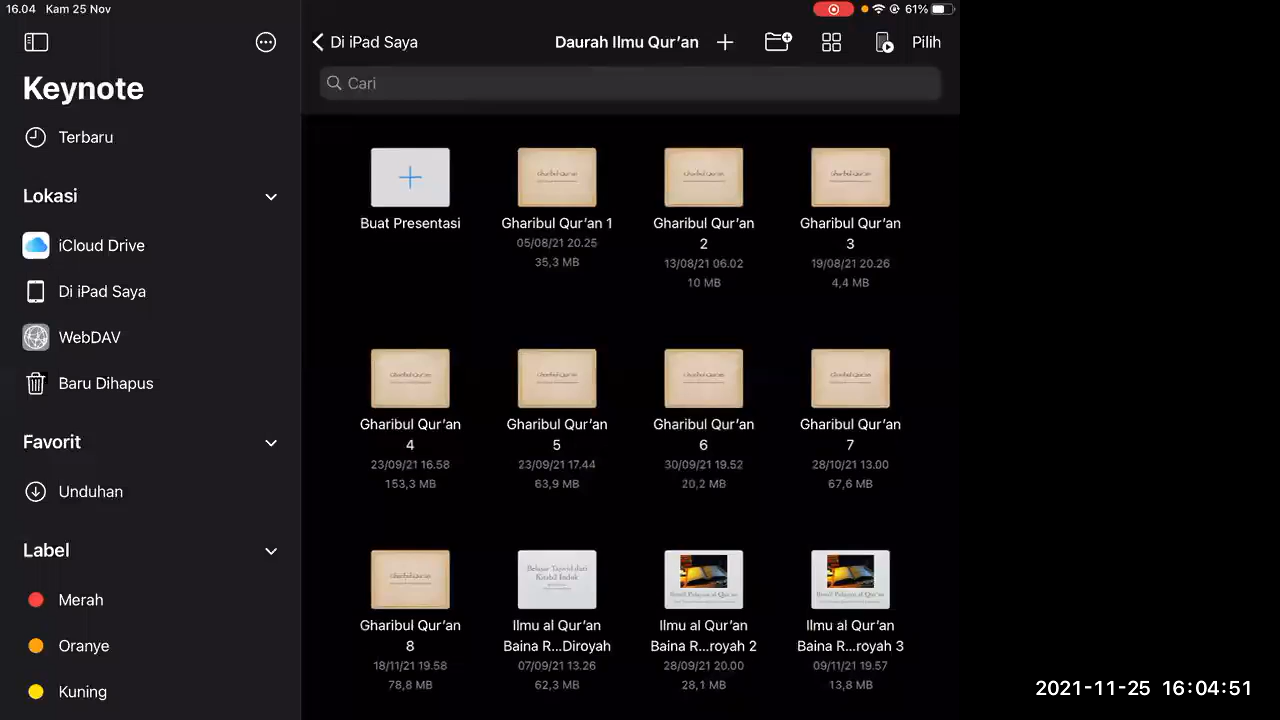 16.04 Kam 25 Nov
61%
Keynote
Terbaru
Lokasi
iCloud Drive
Di iPad Saya
WebDAV
Baru Dihapus
Favorit
Unduhan
Label
Merah
Oranye
Kuning
Di iPad Saya
Daurah Ilmu Qur’an
Pilih
Cari
Buat Presentasi
Gharibul Qur’an 1
05/08/21 20.25
35,3 MB
Gharibul Qur’an
2
13/08/21 06.02
10 MB
Gharibul Qur’an
3
19/08/21 20.26
4,4 MB
Gharibul Qur’an
4
23/09/21 16.58
153,3 MB
Gharibul Qur’an
5
23/09/21 17.44
63,9 MB
Gharibul Qur’an
6
30/09/21 19.52
20,2 MB
Gharibul Qur’an
7
28/10/21 13.00
67,6 MB
Gharibul Qur’an
8
18/11/21 19.58
78,8 MB
Belajar Tajwid dari
Kitabil Induk
Ilmu al Qur’an
Baina R...Diroyah
07/09/21 13.26
62,3 MB
Ilmu al Qur’an
Baina R...royah 2
28/09/21 20.00
28,1 MB
Ilmu al Qur’an
Baina R...royah 3
09/11/21 19.57
13,8 MB
2021-11-25 16:04:51